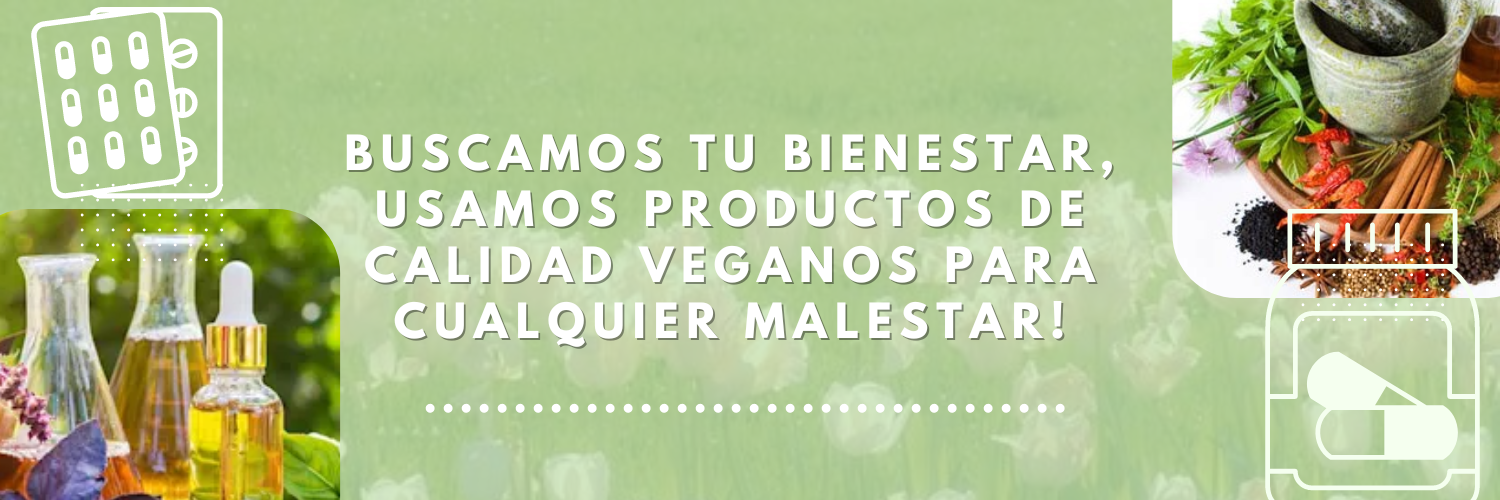 BUSCAMOS TU BIENESTAR,
USAMOS PRODUCTOS DE
CALIDAD VEGANOS PARA
CUALQUIER MALESTAR!